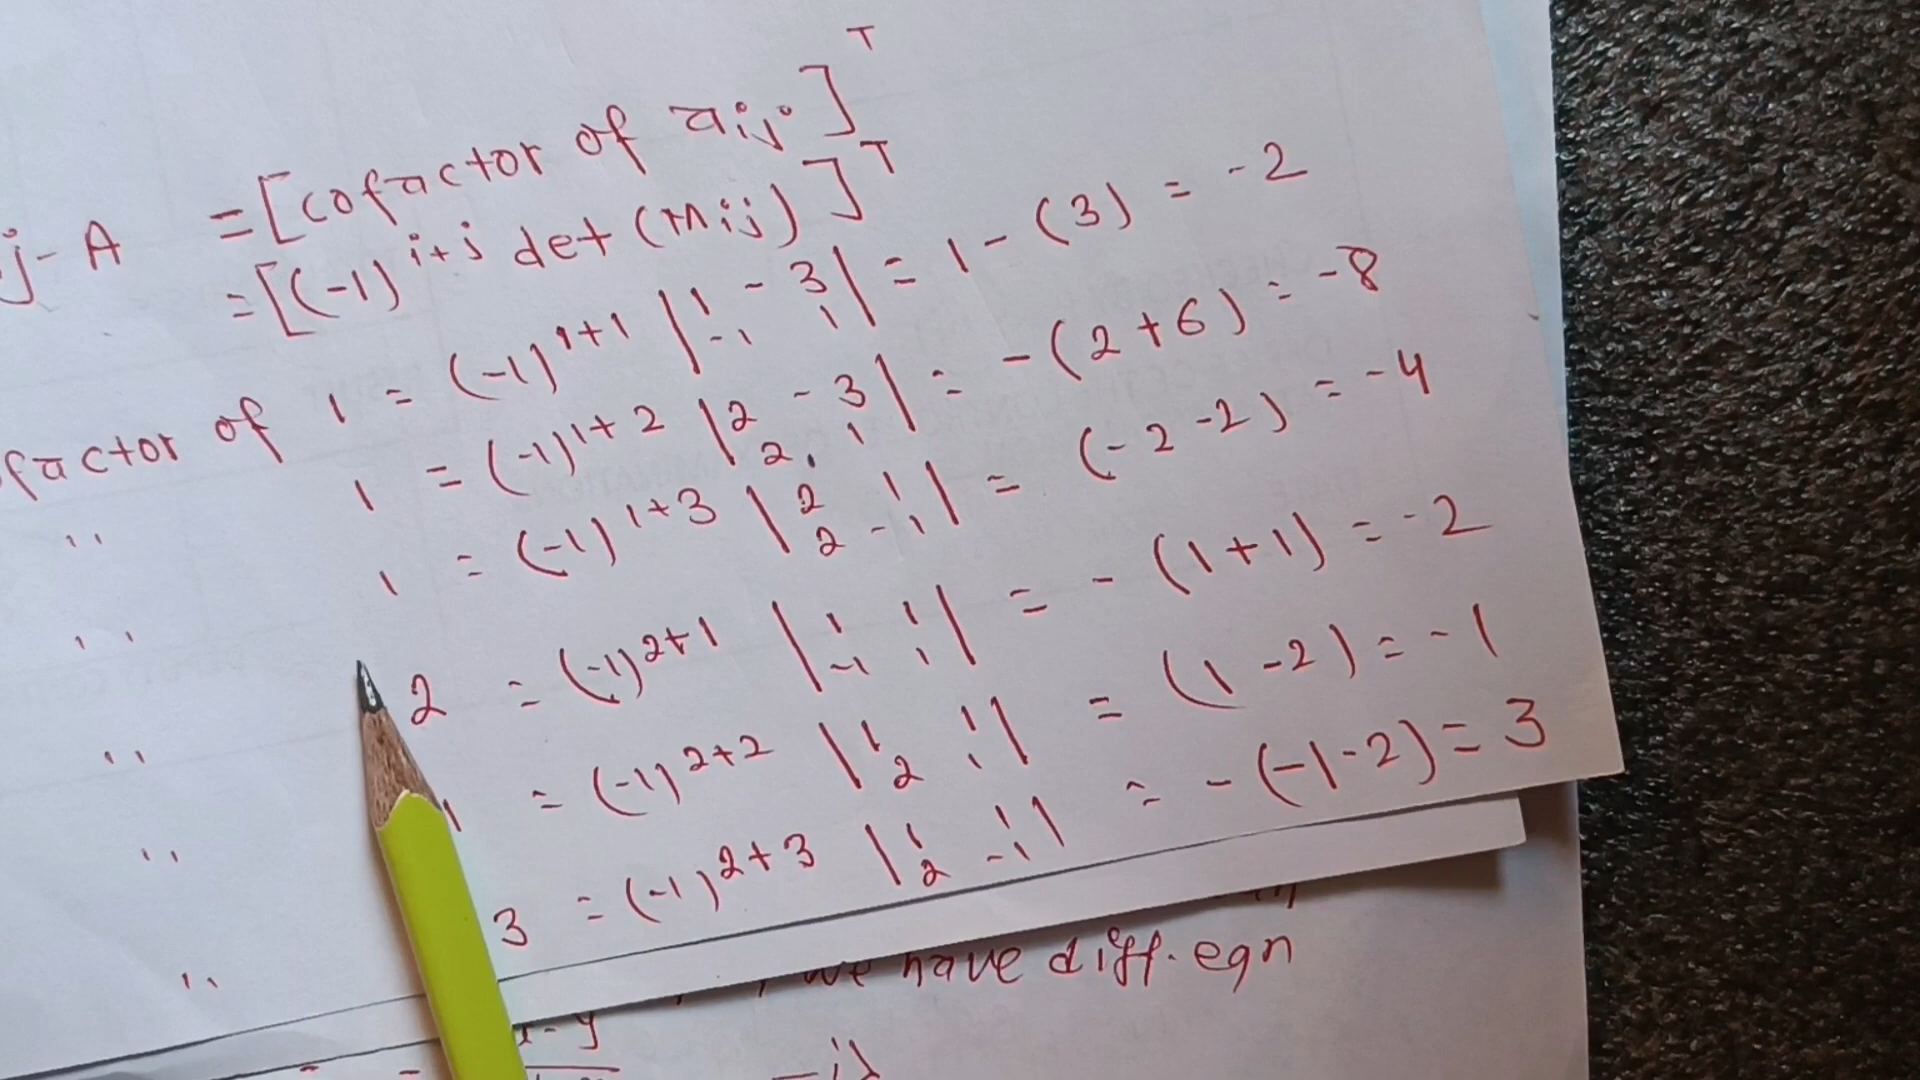 j- A = [cofactor of aij]^T
= [(-1)^i+j det (mij)]^T
factor of 1 = (-1)^1+1 |1 -3 -1 1| = 1 - (3) = -2
" 1 = (-1)^1+2 |2 -3 2 1| = -(2+6) = -8
" 1 = (-1)^1+3 |2 1 2 -1| = (-2-2) = -4
" 2 = (-1)^2+1 |1 1 -1 1| = -(1+1) = -2
" 1 = (-1)^2+2 |1 1 2 1| = (1-2) = -1
" 3 = (-1)^2+3 |1 1 2 -1| = -(-1-2) = 3
we have diff. eqn